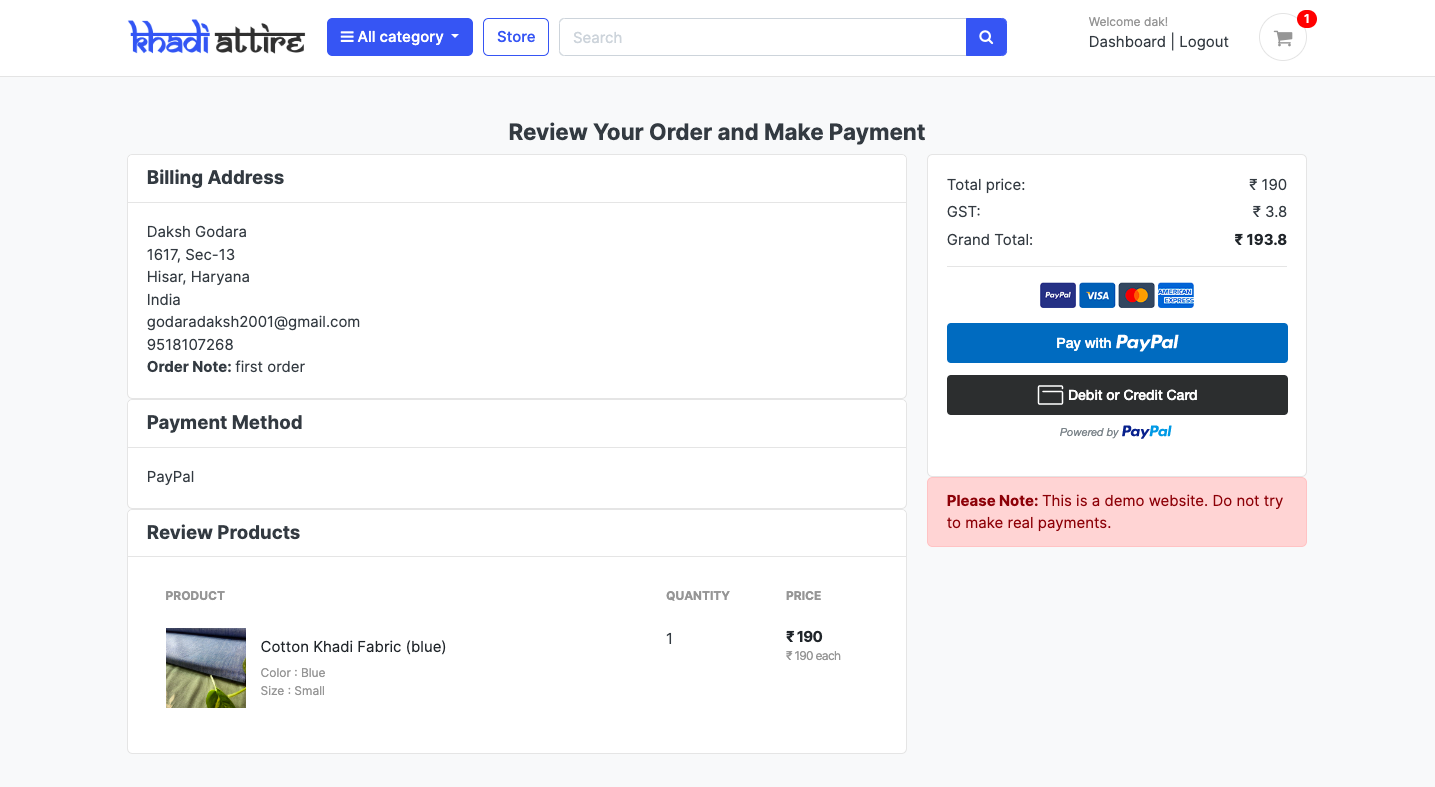 khadi attire
All category
Store
Search
Welcome dak!
Dashboard | Logout
1
Review Your Order and Make Payment
Billing Address
Daksh Godara
1617, Sec-13
Hisar, Haryana
India
godaradaksh2001@gmail.com
9518107268
Order Note: first order
Payment Method
PayPal
Review Products
PRODUCT QUANTITY PRICE
Cotton Khadi Fabric (blue) 1 ₹ 190
₹ 190 each
Color : Blue
Size : Small
Total price: ₹ 190
GST: ₹ 3.8
Grand Total: ₹ 193.8
PayPal VISA AMERICAN EXPRESS
Pay with PayPal
Debit or Credit Card
Powered by PayPal
Please Note: This is a demo website. Do not try
to make real payments.